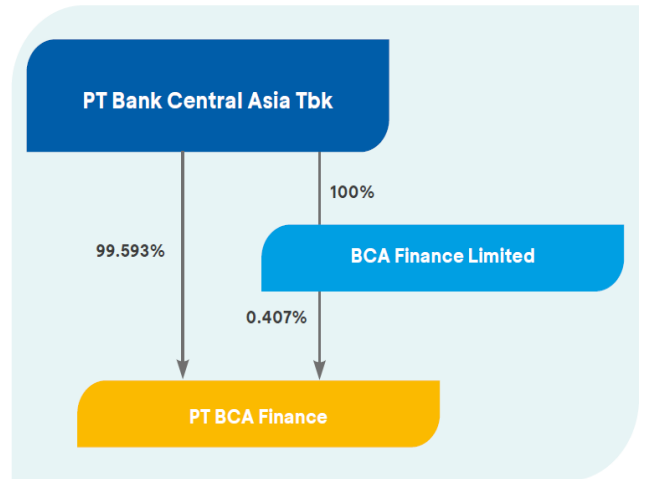 PT Bank Central Asia Tbk
100%
99.593%
BCA Finance Limited
0.407%
PT BCA Finance